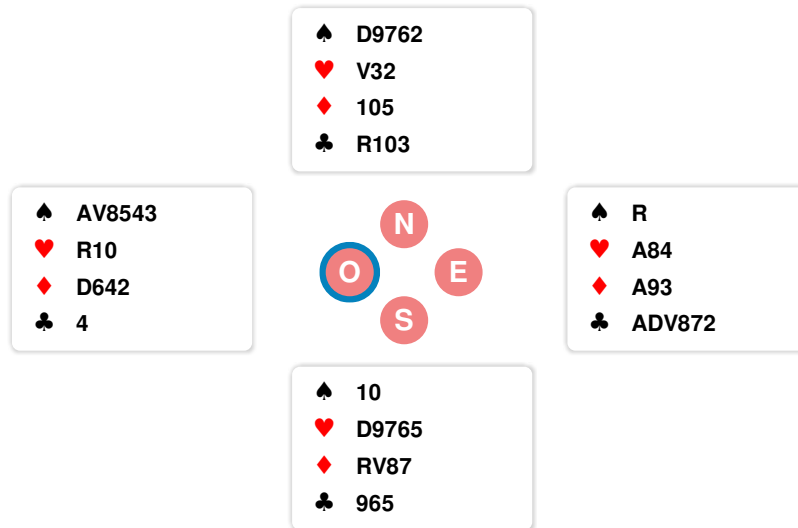 ♠ D9762
♥ V32
♦ 105
♣ R103
♠ AV8543
♥ R10
♦ D642
♣ 4
N
O E
S
♠ R
♥ A84
♦ A93
♣ ADV872
♠ 10
♥ D9765
♦ RV87
♣ 965